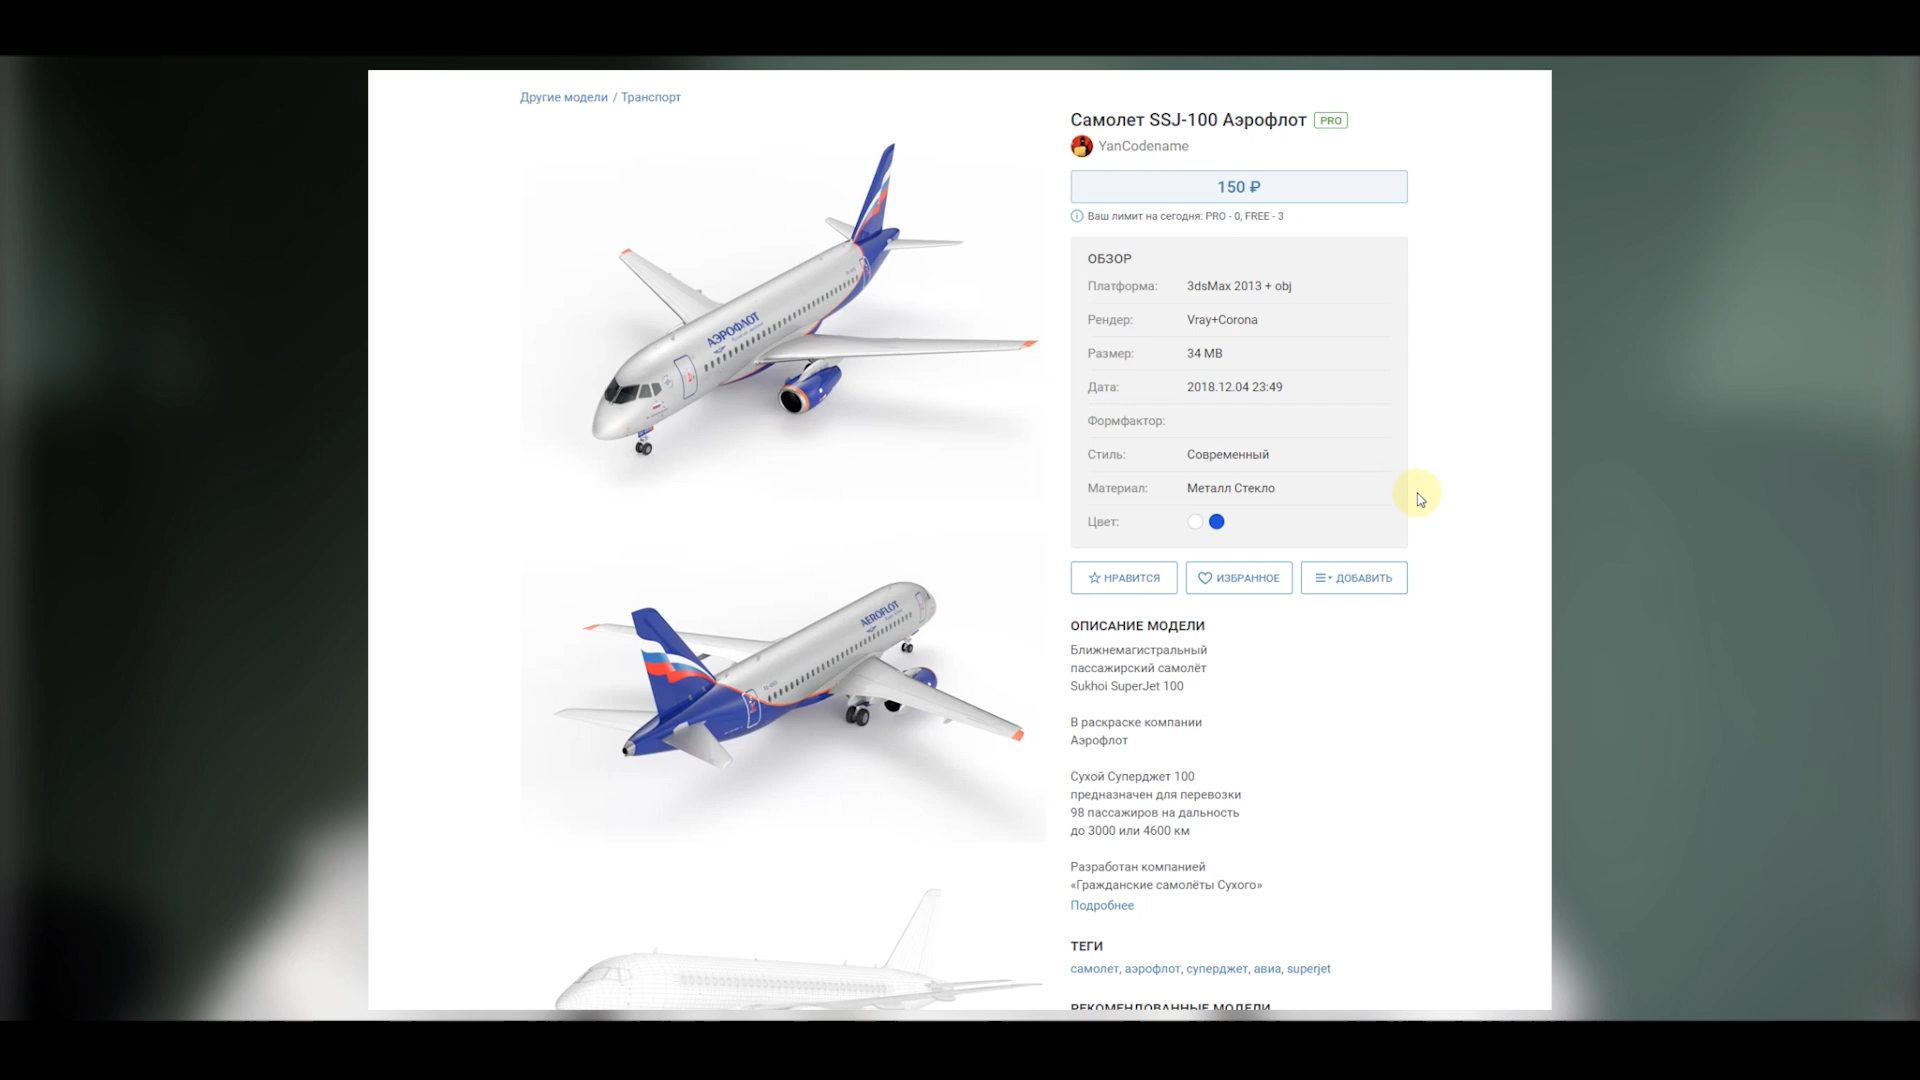 Другие модели / Транспорт
Самолет SSJ-100 Аэрофлот PRO
YanCodename
150 ₽
Ваш лимит на сегодня: PRO - 0, FREE - 3
ОБЗОР
Платформа: 3dsMax 2013 + obj
Рендер: Vray+Corona
Размер: 34 MB
Дата: 2018.12.04 23:49
Формфактор:
Стиль: Современный
Материал: Металл Стекло
Цвет:
НРАВИТСЯ
ИЗБРАННОЕ
ДОБАВИТЬ
ОПИСАНИЕ МОДЕЛИ
Ближнемагистральный
пассажирский самолёт
Sukhoi SuperJet 100
В раскраске компании
Аэрофлот
Сухой Суперджет 100
предназначен для перевозки
98 пассажиров на дальность
до 3000 или 4600 км
Разработан компанией
«Гражданские самолёты Сухого»
Подробнее
ТЕГИ
самолет, аэрофлот, суперджет, авиа, superjet
РЕКОМЕНДОВАННЫЕ МОДЕЛИ
АЭРОФЛОТ
AEROFLOT